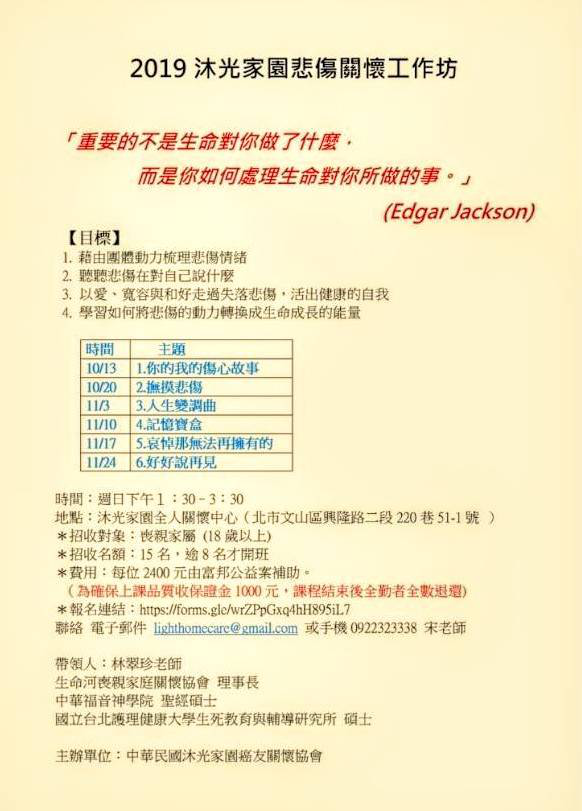 2019 沐光家園悲傷關懷工作坊
「重要的不是生命對你做了什麼，
而是你如何處理生命對你所做的事。」
(Edgar Jackson)
【目標】
1. 藉由團體動力梳理悲傷情緒
2. 聽聽悲傷在對自己說什麼
3. 以愛、寬容與和好走過失落悲傷，活出健康的自我
4. 學習如何將悲傷的動力轉換成生命成長的能量
時間 主題
10/13 1.你的我的傷心故事
10/20 2.撫摸悲傷
11/3 3.人生變調曲
11/10 4.記憶寶盒
11/17 5.哀悼那無法再擁有的
11/24 6.好好說再見
時間：週日下午1：30–3：30
地點：沐光家園全人關懷中心（北市文山區興隆路二段 220 巷 51-1 號 ）
＊招收對象：喪親家屬 (18 歲以上)
＊招收名額：15 名，逾 8 名才開班
＊費用：每位 2400 元由富邦公益案補助。
（為確保上課品質收保證金 1000 元，課程結束後全勤者全數退還)
＊報名連結：https://forms.gle/wrZPpGxq4hH895iL7
聯絡 電子郵件 lighthomecare@gmail.com 或手機 0922323338 宋老師
帶領人：林翠珍老師
生命河喪親家庭關懷協會 理事長
中華福音神學院 聖經碩士
國立台北護理健康大學生死教育與輔導研究所 碩士
主辦單位：中華民國沐光家園癌友關懷協會